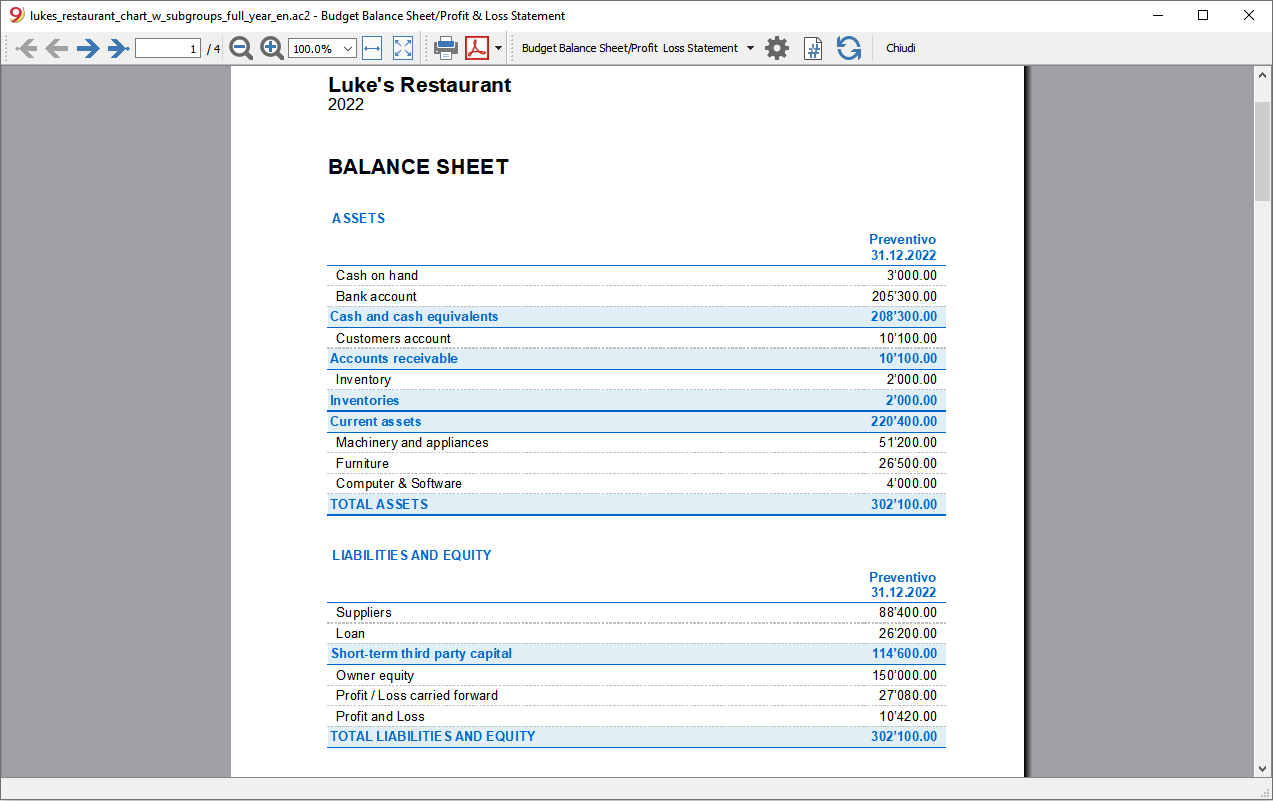 lukes_restaurant_chart_w_subgroups_full_year_en.ac2 - Budget Balance Sheet/Profit & Loss Statement
1 / 4 100.0% Budget Balance Sheet/Profit Loss Statement # Chiudi
Luke's Restaurant
2022
BALANCE SHEET
ASSETS
Preventivo
31.12.2022
Cash on hand 3'000.00
Bank account 205'300.00
Cash and cash equivalents 208'300.00
Customers account 10'100.00
Accounts receivable 10'100.00
Inventory 2'000.00
Inventories 2'000.00
Current assets 220'400.00
Machinery and appliances 51'200.00
Furniture 26'500.00
Computer & Software 4'000.00
TOTAL ASSETS 302'100.00
LIABILITIES AND EQUITY
Preventivo
31.12.2022
Suppliers 88'400.00
Loan 26'200.00
Short-term third party capital 114'600.00
Owner equity 150'000.00
Profit / Loss carried forward 27'080.00
Profit and Loss 10'420.00
TOTAL LIABILITIES AND EQUITY 302'100.00